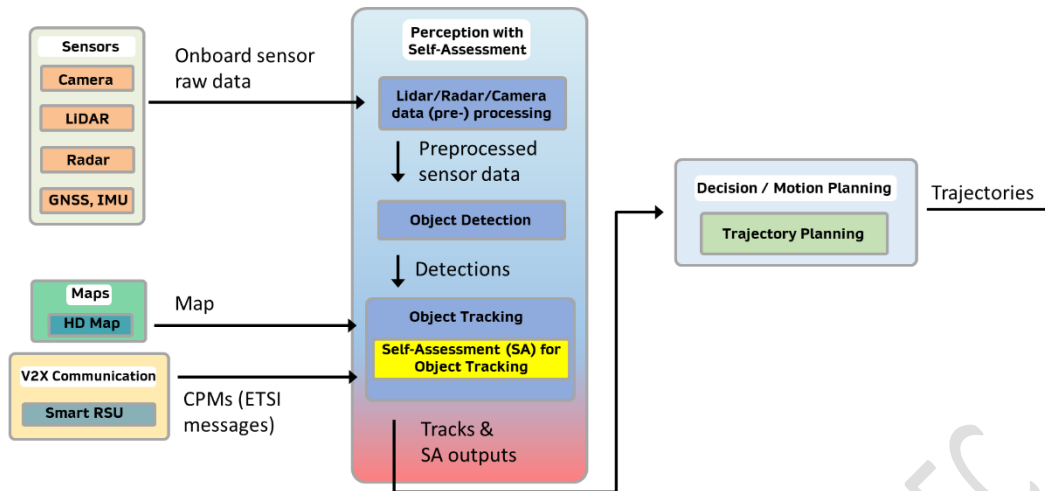 Sensors
Camera
LiDAR
Radar
GNSS, IMU
Onboard sensor
raw data
Perception with
Self-Assessment
Lidar/Radar/Camera
data (pre-) processing
Preprocessed
sensor data
Object Detection
Detections
Maps
HD Map
Map
Object Tracking
Self-Assessment (SA) for
Object Tracking
V2X Communication
Smart RSU
CPMs (ETSI
messages)
Tracks &
SA outputs
Decision / Motion Planning
Trajectory Planning
Trajectories